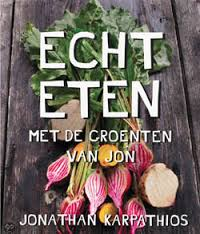 ECHT
ETEN
MET DE GROENTEN
VAN JON
JONATHAN KARPATHIOS